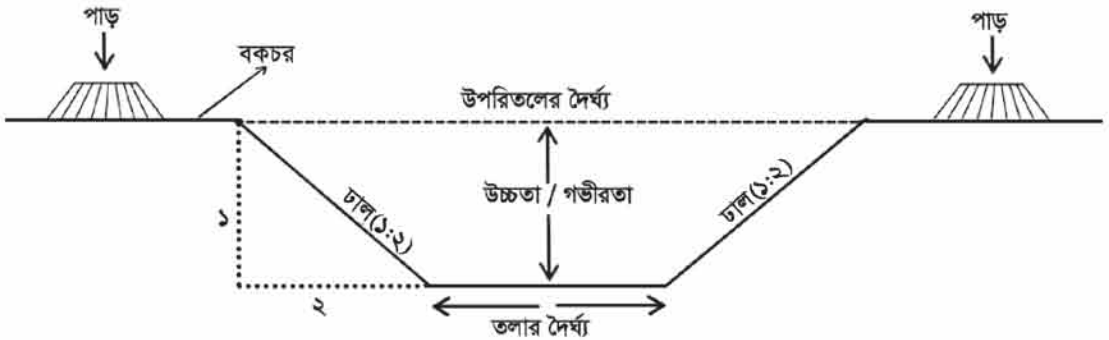 পাড়
পাড়
বকচর
উপরিতলের দৈর্ঘ্য
উচ্চতা / গভীরতা
ঢাল(১:২)
ঢাল(১:২)
১
২
তলার দৈর্ঘ্য